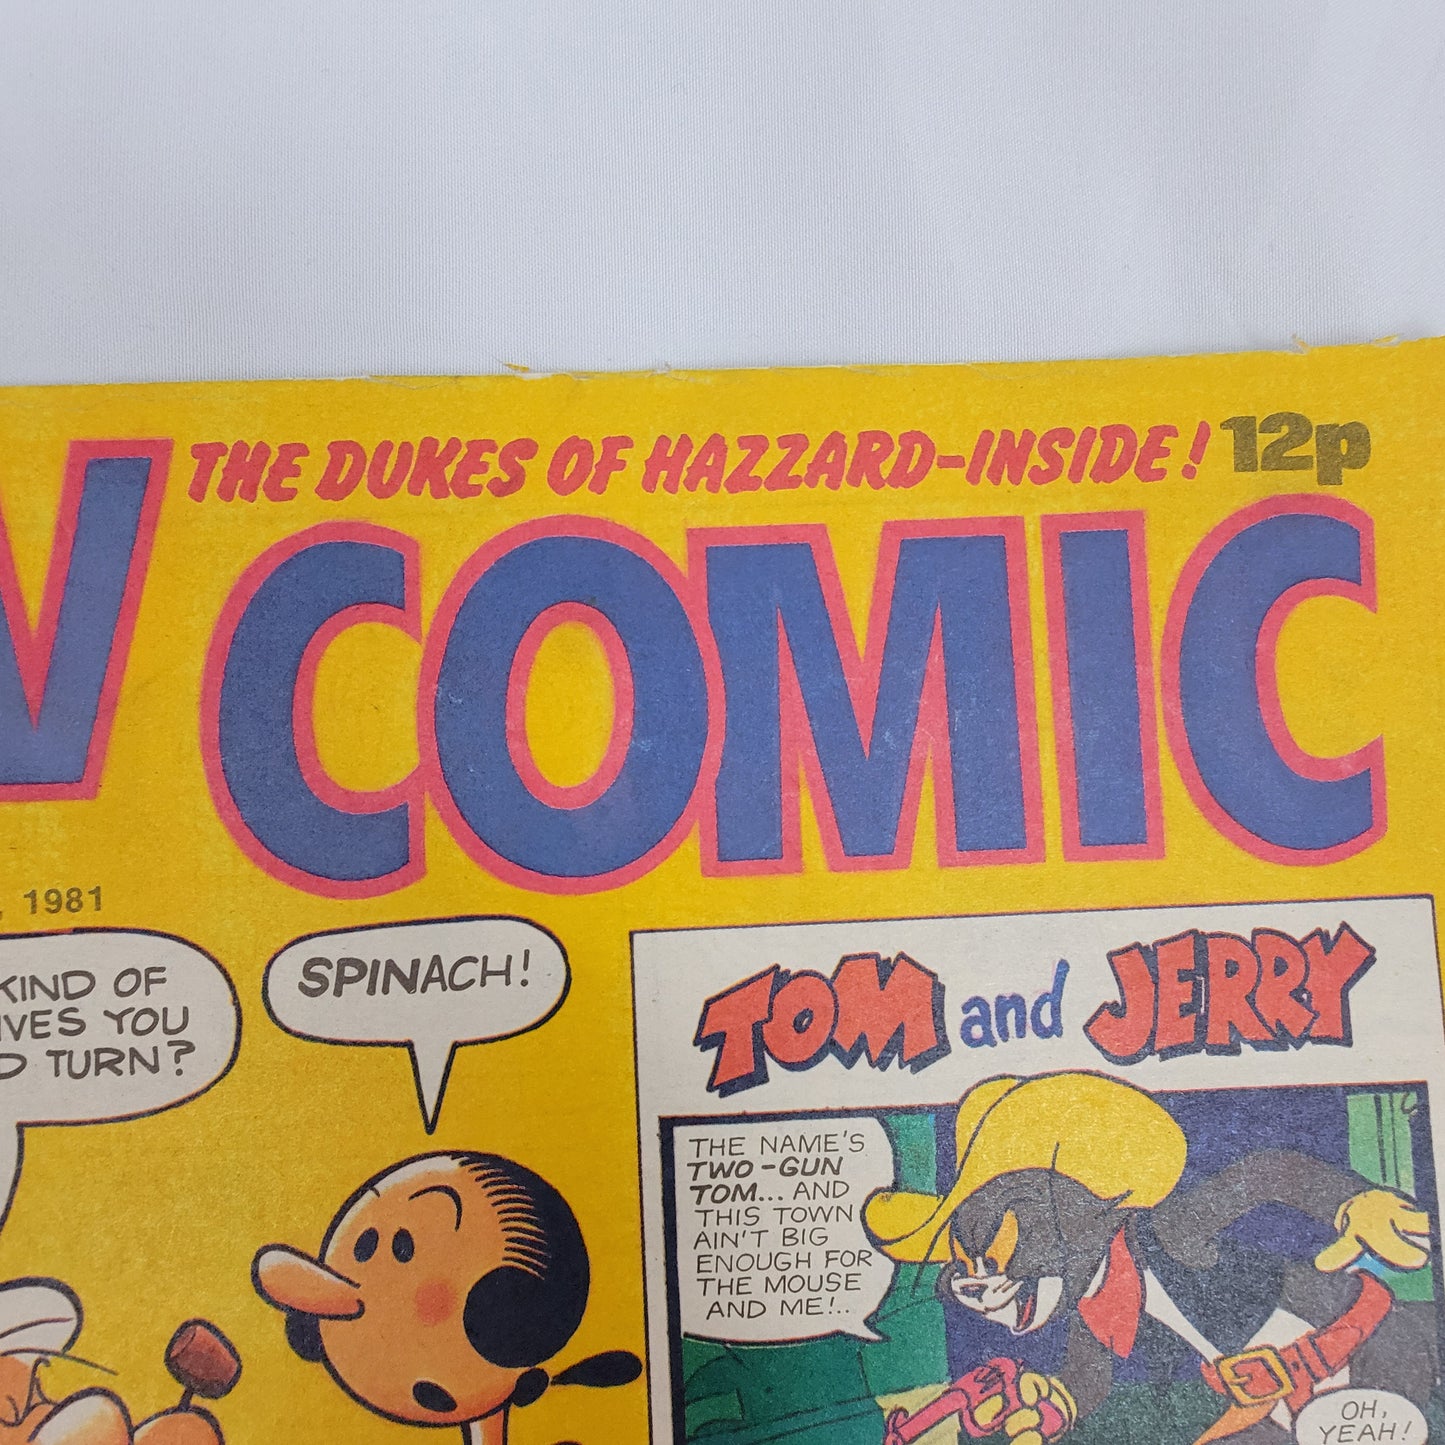 THE DUKES OF HAZZARD-INSIDE! 12p
COMIC
, 1981
KIND OF
IVES YOU
D TURN?
SPINACH!
TOM and JERRY
THE NAME'S
TWO-GUN
TOM... AND
THIS TOWN
AIN'T BIG
ENOUGH FOR
THE MOUSE
AND ME!..
OH,
YEAH!